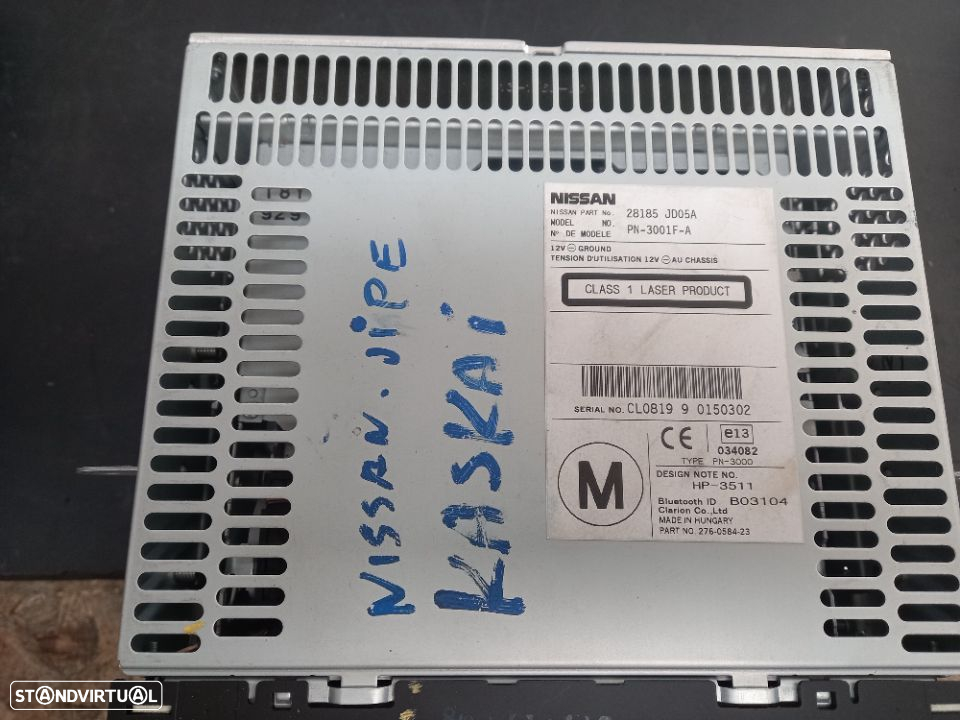 181
929
NISSAN
NISSAN PART No. 28185 JD05A
MODEL NO.
Nº DE MODELE PN-3001F-A
12V ⊖ GROUND
TENSION D'UTILISATION 12V ⊖ AU CHASSIS
CLASS 1 LASER PRODUCT
SERIAL NO. CL0819 9 0150302
CE e13
034082
TYPE PN-3000
M
DESIGN NOTE NO.
HP-3511
Bluetooth ID B03104
Clarion Co.,Ltd
MADE IN HUNGARY
PART NO. 276-0584-23
NISSAN.JiPE
KASKAi
STANDVIRTUAL